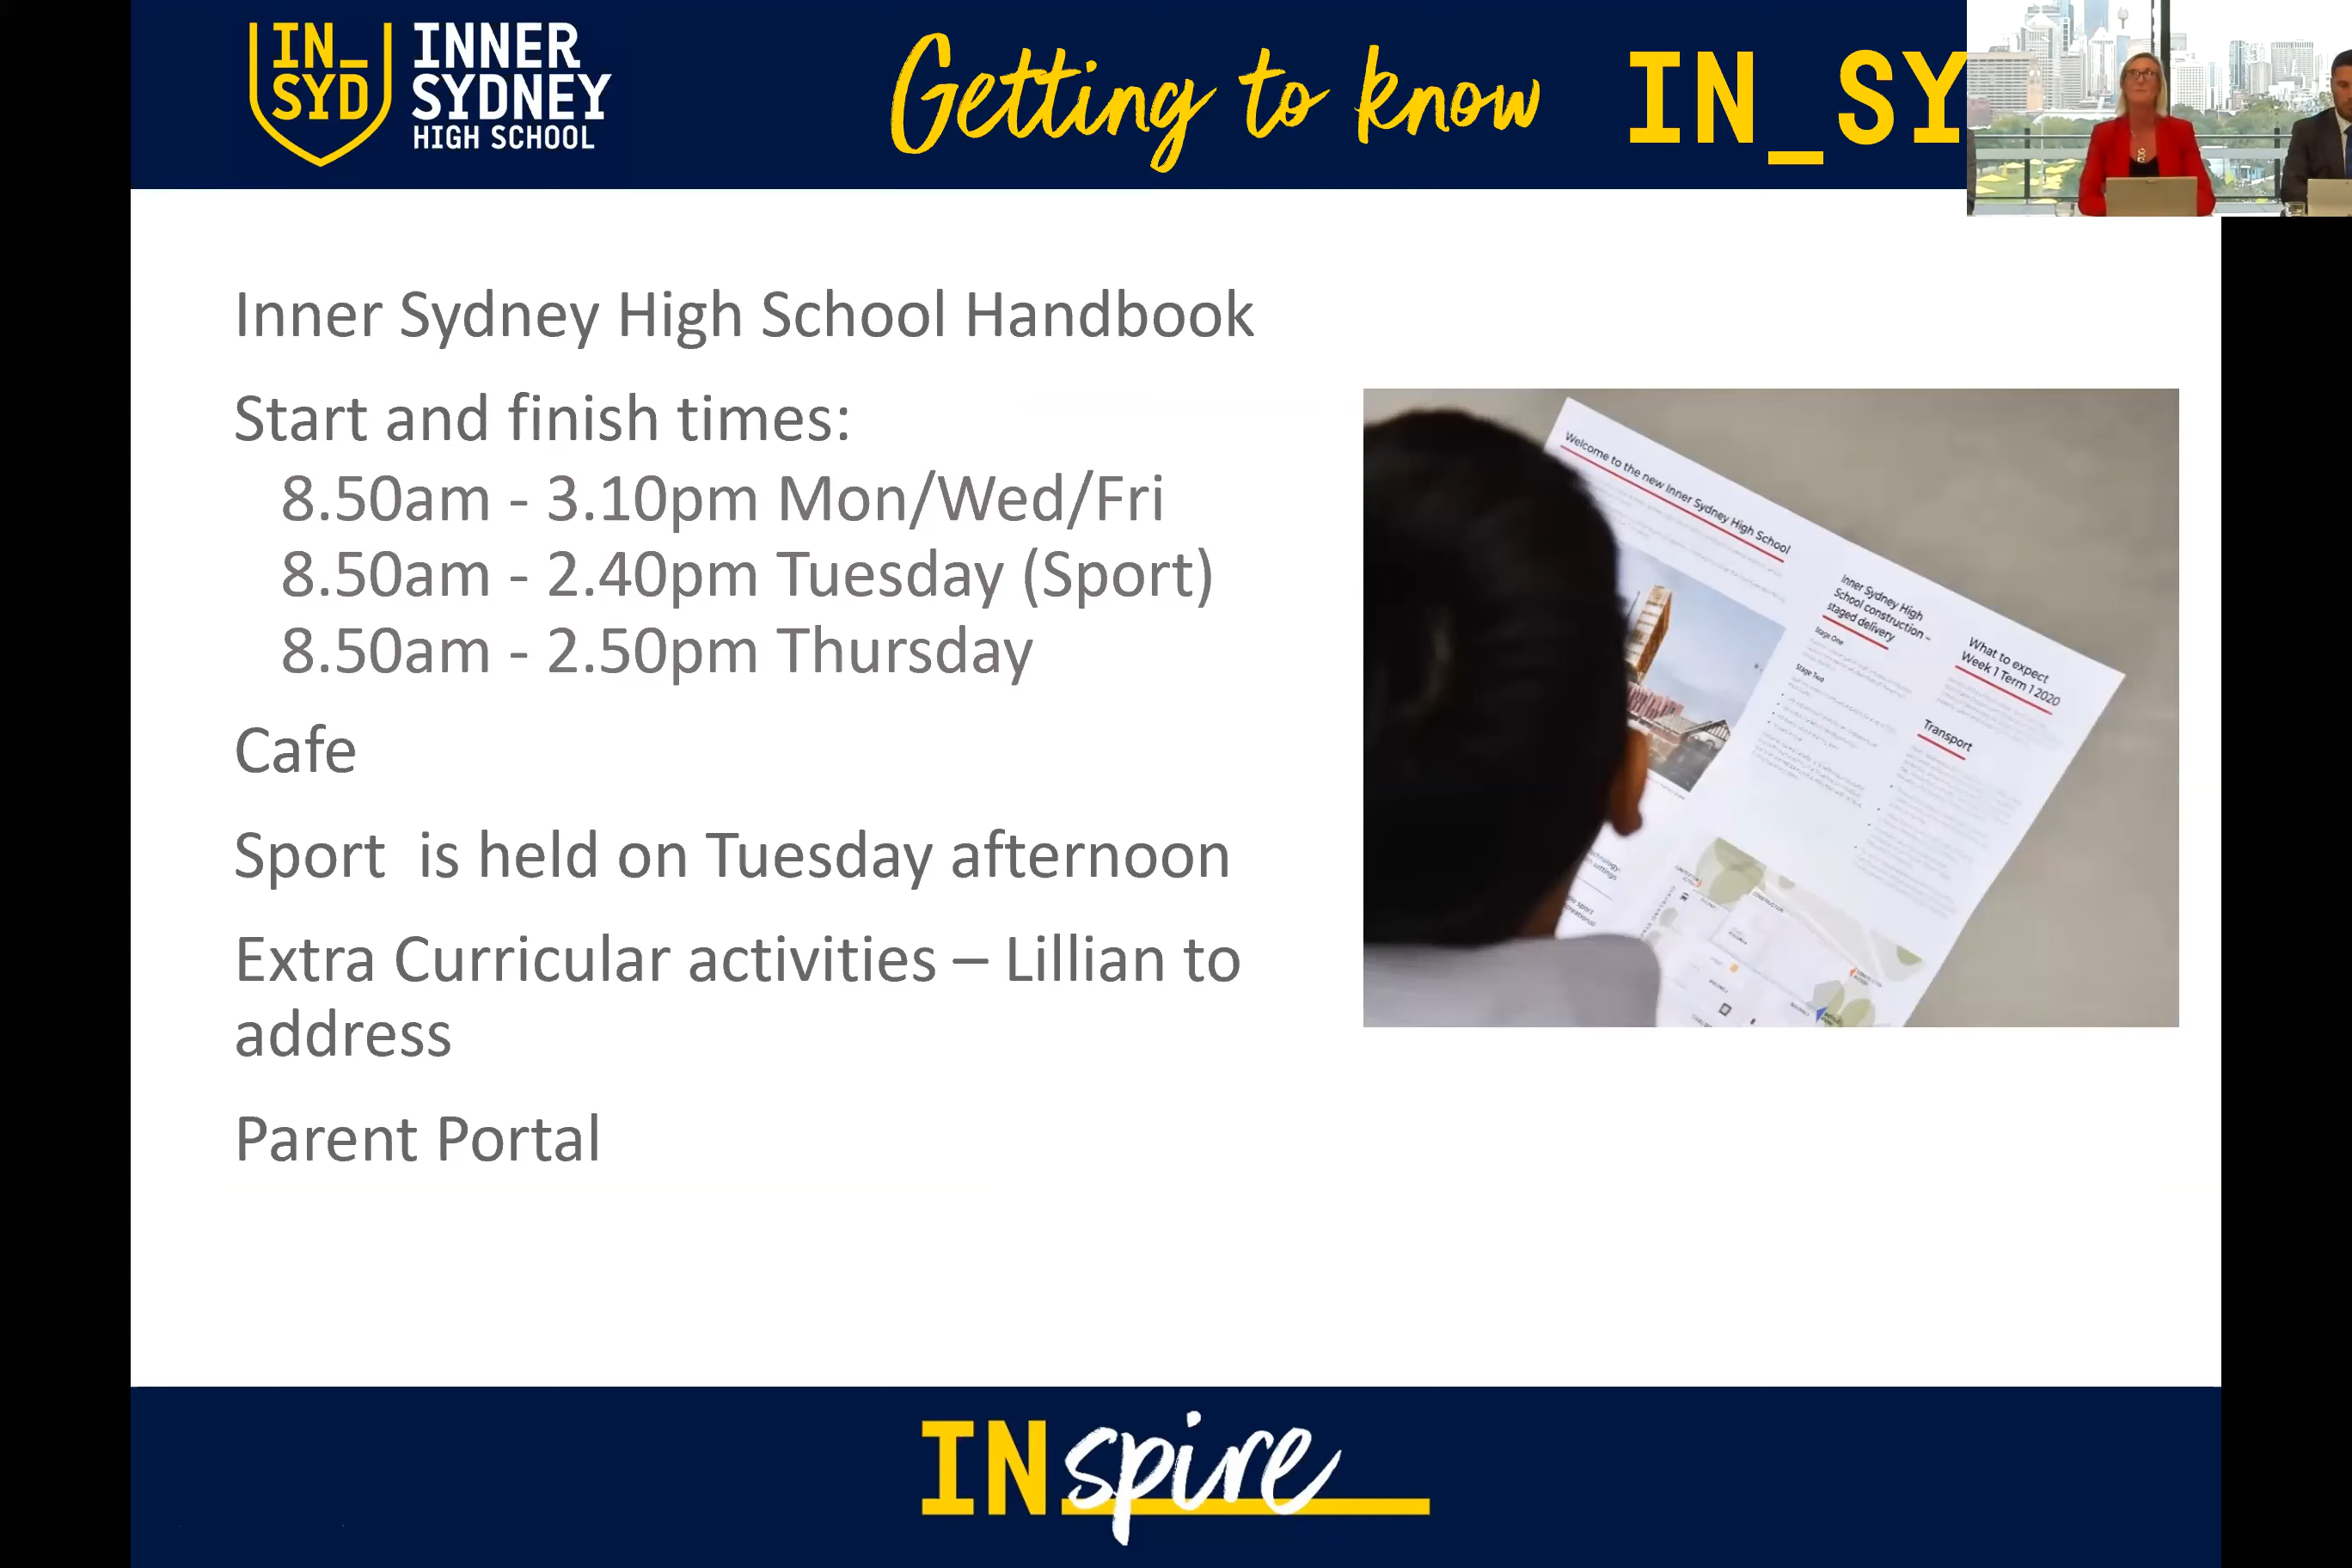 IN_
SYD
INNER
SYDNEY
HIGH SCHOOL
Getting to know IN_SY
Inner Sydney High School Handbook
Start and finish times:
8.50am - 3.10pm Mon/Wed/Fri
8.50am - 2.40pm Tuesday (Sport)
8.50am - 2.50pm Thursday
Cafe
Sport is held on Tuesday afternoon
Extra Curricular activities – Lillian to
address
Parent Portal
Welcome to the new Inner Sydney High School
Inner Sydney High
School construction –
staged delivery
Stage One
Stage Two
What to expect
Week 1 Term 1 2020
Transport
INspire